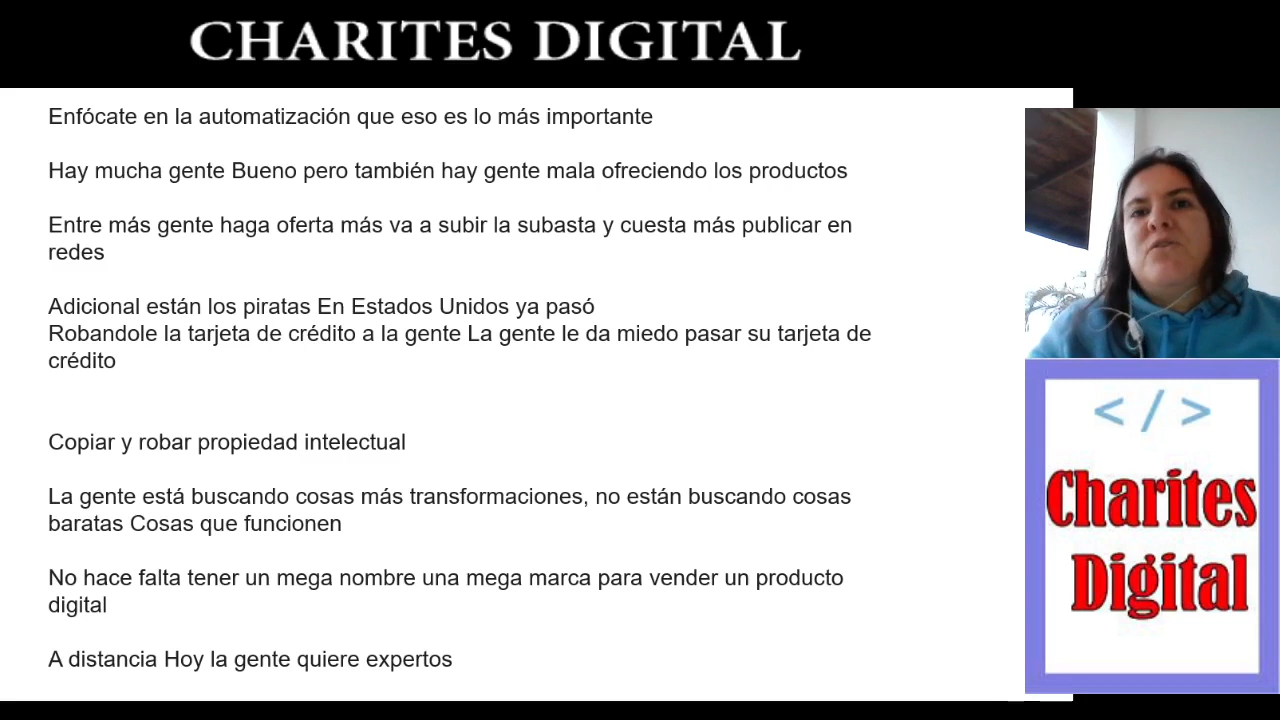 CHARITES DIGITAL
Enfócate en la automatización que eso es lo más importante
Hay mucha gente Bueno pero también hay gente mala ofreciendo los productos
Entre más gente haga oferta más va a subir la subasta y cuesta más publicar en
redes
Adicional están los piratas En Estados Unidos ya pasó
Robandole la tarjeta de crédito a la gente La gente le da miedo pasar su tarjeta de
crédito
Copiar y robar propiedad intelectual
La gente está buscando cosas más transformaciones, no están buscando cosas
baratas Cosas que funcionen
No hace falta tener un mega nombre una mega marca para vender un producto
digital
A distancia Hoy la gente quiere expertos
</>
Charites
Digital